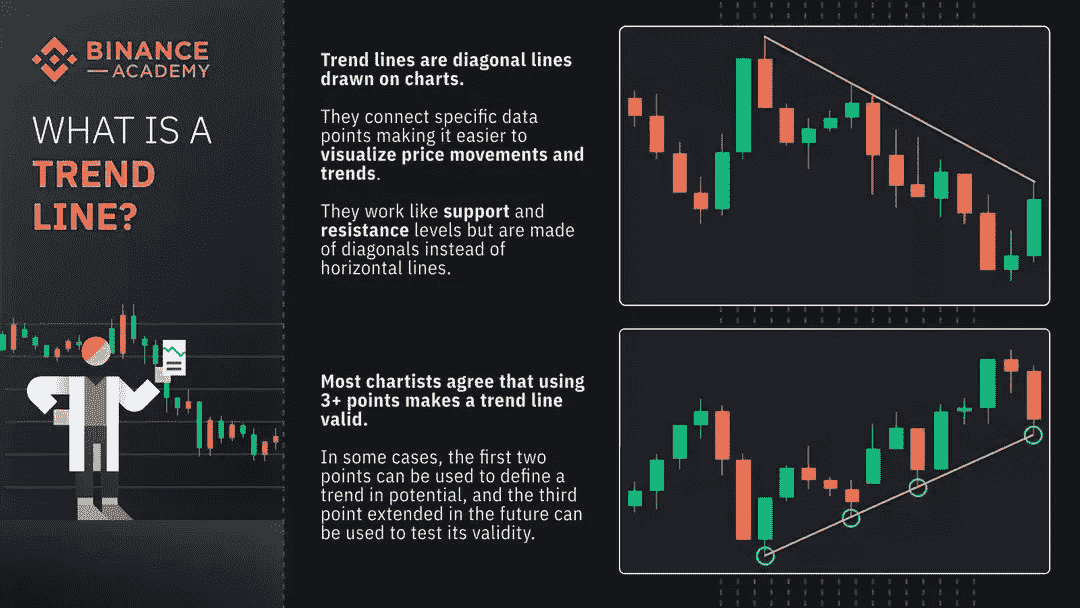 BINANCE
ACADEMY
WHAT IS A
TREND
LINE?
Trend lines are diagonal lines
drawn on charts.
They connect specific data
points making it easier to
visualize price movements and
trends.
They work like support and
resistance levels but are made
of diagonals instead of
horizontal lines.
Most chartists agree that using
3+ points makes a trend line
valid.
In some cases, the first two
points can be used to define a
trend in potential, and the third
point extended in the future can
be used to test its validity.